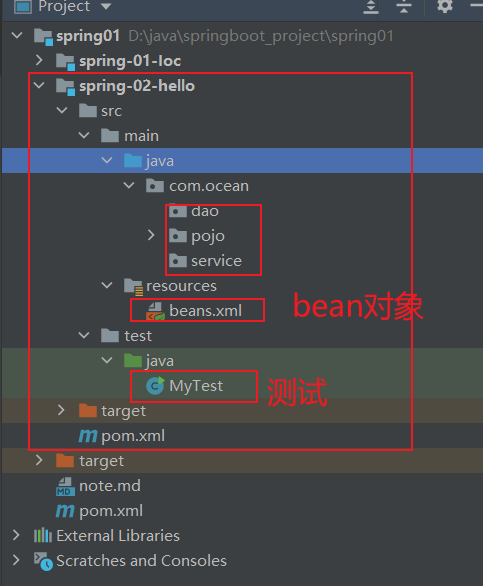 Project
spring01 D:\java\springboot_project\spring01
spring-01-Ioc
spring-02-hello
src
main
java
com.ocean
dao
pojo
service
resources
beans.xml
bean对象
test
java
MyTest
测试
target
pom.xml
target
note.md
pom.xml
External Libraries
Scratches and Consoles